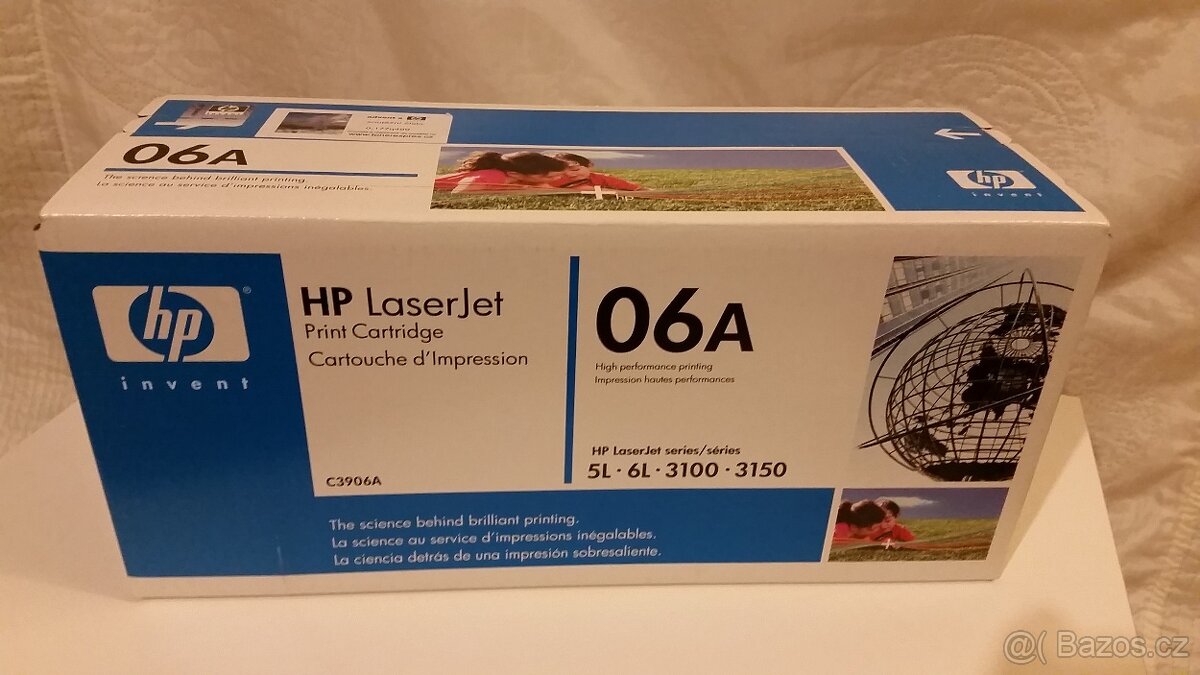 06A
The science behind brilliant printing.
La science au service d'impressions inégalables.
hp
hp
invent
hp
invent
HP LaserJet
Print Cartridge
Cartouche d'Impression
C3906A
06A
High performance printing
Impression hautes performances
HP LaserJet series/séries
5L · 6L · 3100 · 3150
The science behind brilliant printing.
La science au service d'impressions inégalables.
La ciencia detrás de una impresión sobresaliente.
@( Bazos.cz